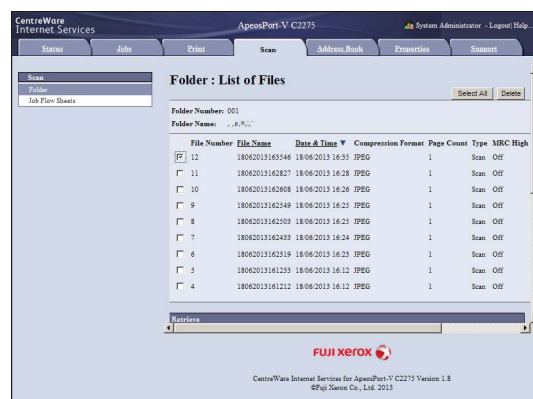 CentreWare
Internet Services
ApeosPort-V C2275
System Administrator - Logout| Help...
Status Jobs Print Scan Address Book Properties Support
Scan
Folder
Job Flow Sheets
Folder : List of Files
Select All Delete
Folder Number: 001
Folder Name:
File Number File Name Date & Time ▼ Compression Format Page Count Type MRC High
12 18062013163546 18/06/2013 16:35 JPEG 1 Scan Off
11 18062013162827 18/06/2013 16:28 JPEG 1 Scan Off
10 18062013162608 18/06/2013 16:26 JPEG 1 Scan Off
9 18062013162549 18/06/2013 16:25 JPEG 1 Scan Off
8 18062013162503 18/06/2013 16:25 JPEG 1 Scan Off
7 18062013162433 18/06/2013 16:24 JPEG 1 Scan Off
6 18062013162319 18/06/2013 16:23 JPEG 1 Scan Off
5 18062013161233 18/06/2013 16:12 JPEG 1 Scan Off
4 18062013161212 18/06/2013 16:12 JPEG 1 Scan Off
Retrieve
FUJI xerox
CentreWare Internet Services for ApeosPort-V C2275 Version 1.8
©Fuji Xerox Co., Ltd. 2013